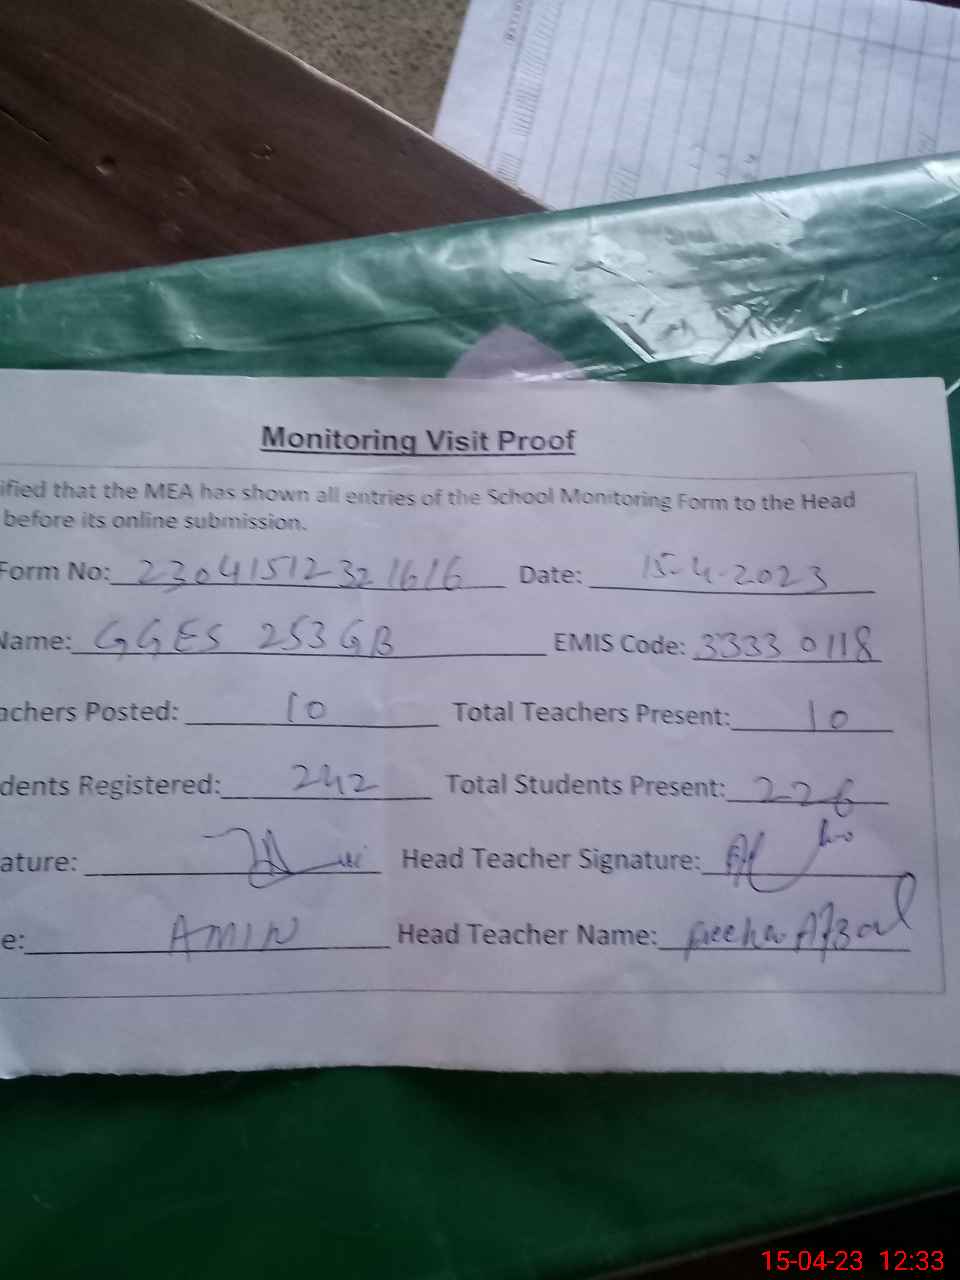 Monitoring Visit Proof
ified that the MEA has shown all entries of the School Monitoring Form to the Head
before its online submission.
Form No: 23041512321616 Date: 15-4-2023
Name: GGES 253 GB EMIS Code: 33330118
achers Posted: 10 Total Teachers Present: 10
dents Registered: 242 Total Students Present: 226
ature: Head Teacher Signature:
e: AMIN Head Teacher Name: Afzal
15-04-23 12:33